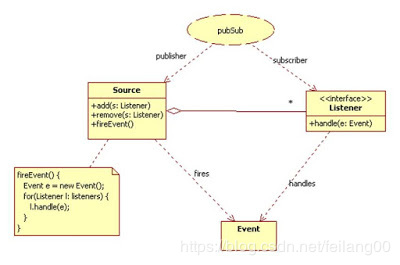 pubSub
publisher
subscriber
Source
+add(s: Listener)
+remove(s: Listener)
+fireEvent()
*
<<interface>>
Listener
+handle(e: Event)
fireEvent() {
Event e = new Event();
for(Listener l: listeners) {
l.handle(e);
}
}
fires
handles
Event
https://blog.csdn.net/feilang00